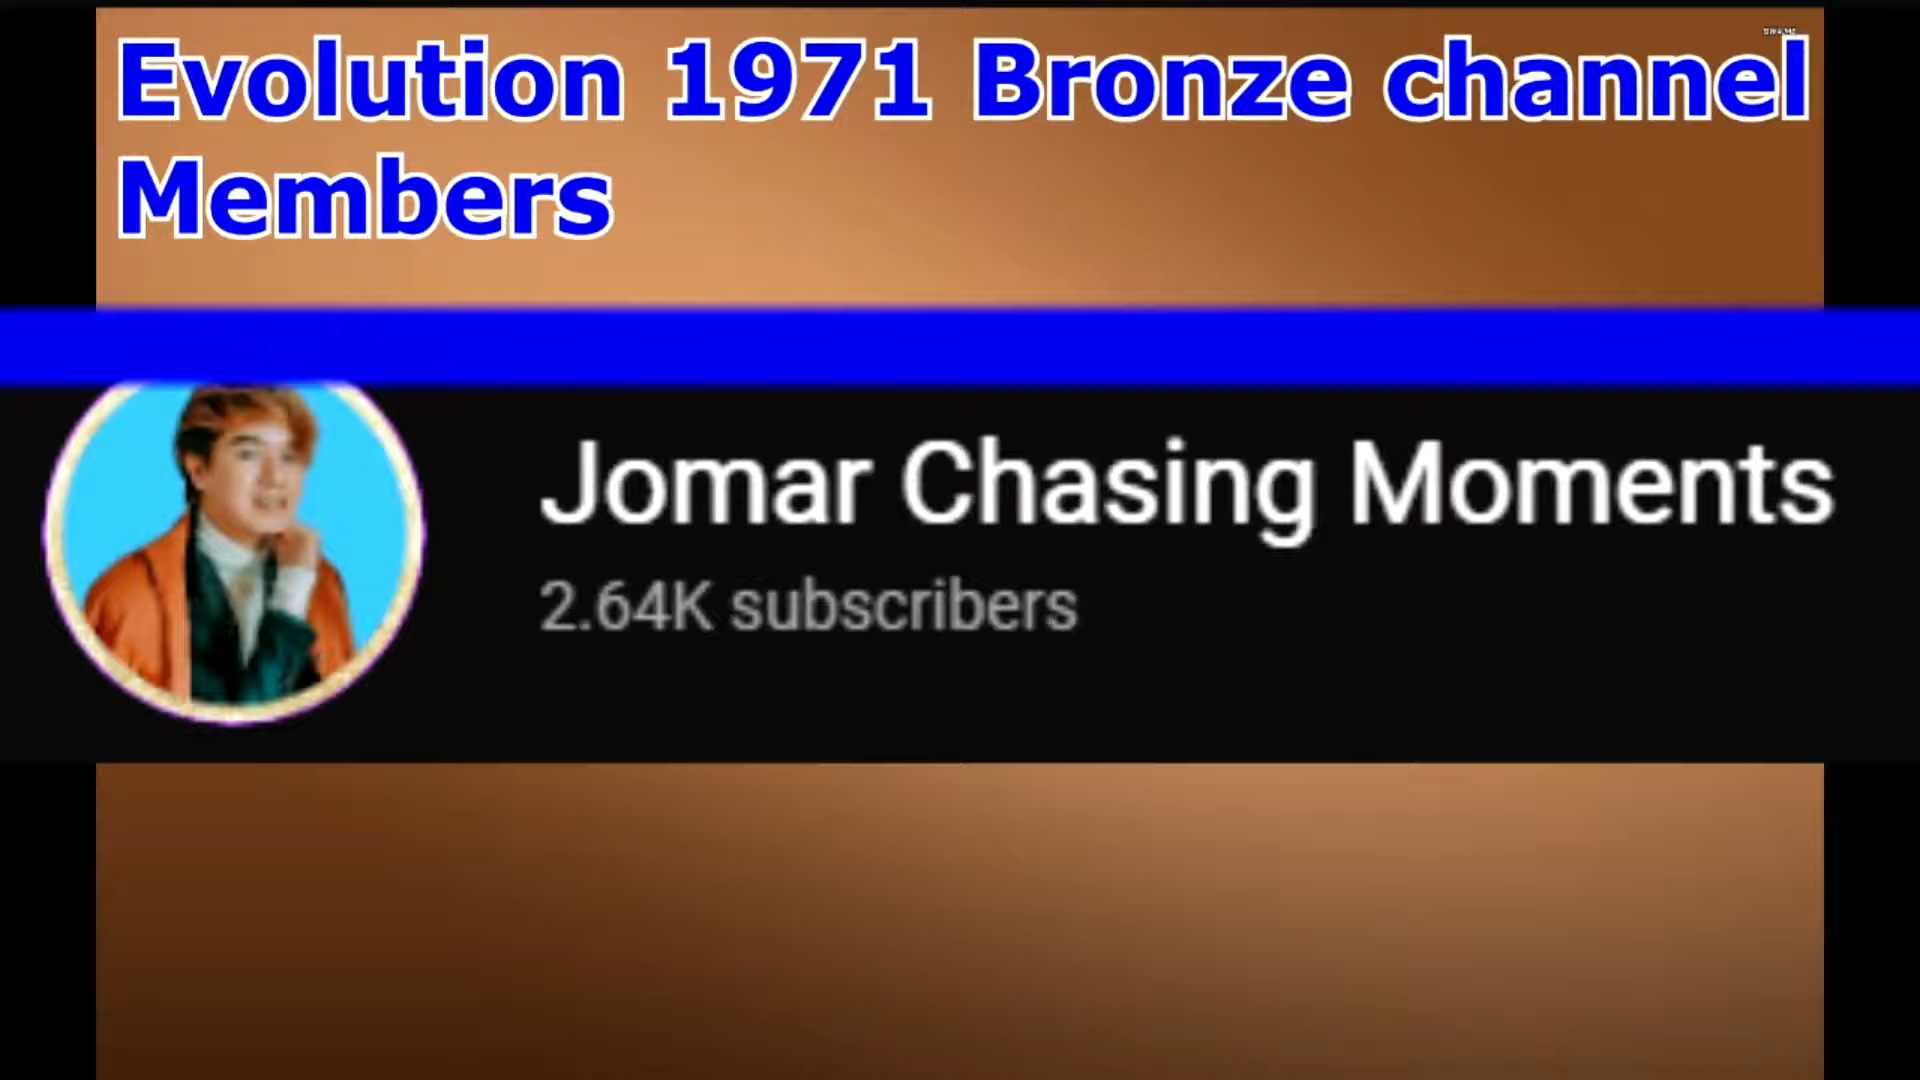 Evolution 1971 Bronze channel
Members
Jomar Chasing Moments
2.64K subscribers